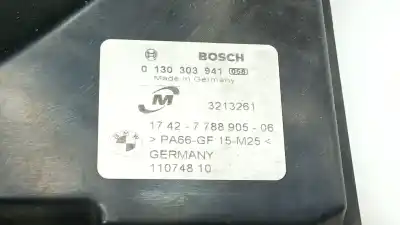 BOSCH
0 130 303 941 058
Made in Germany
M
3213261
17 42-7 788 905-06
> PA66-GF 15-M25 <
GERMANY
110748 10